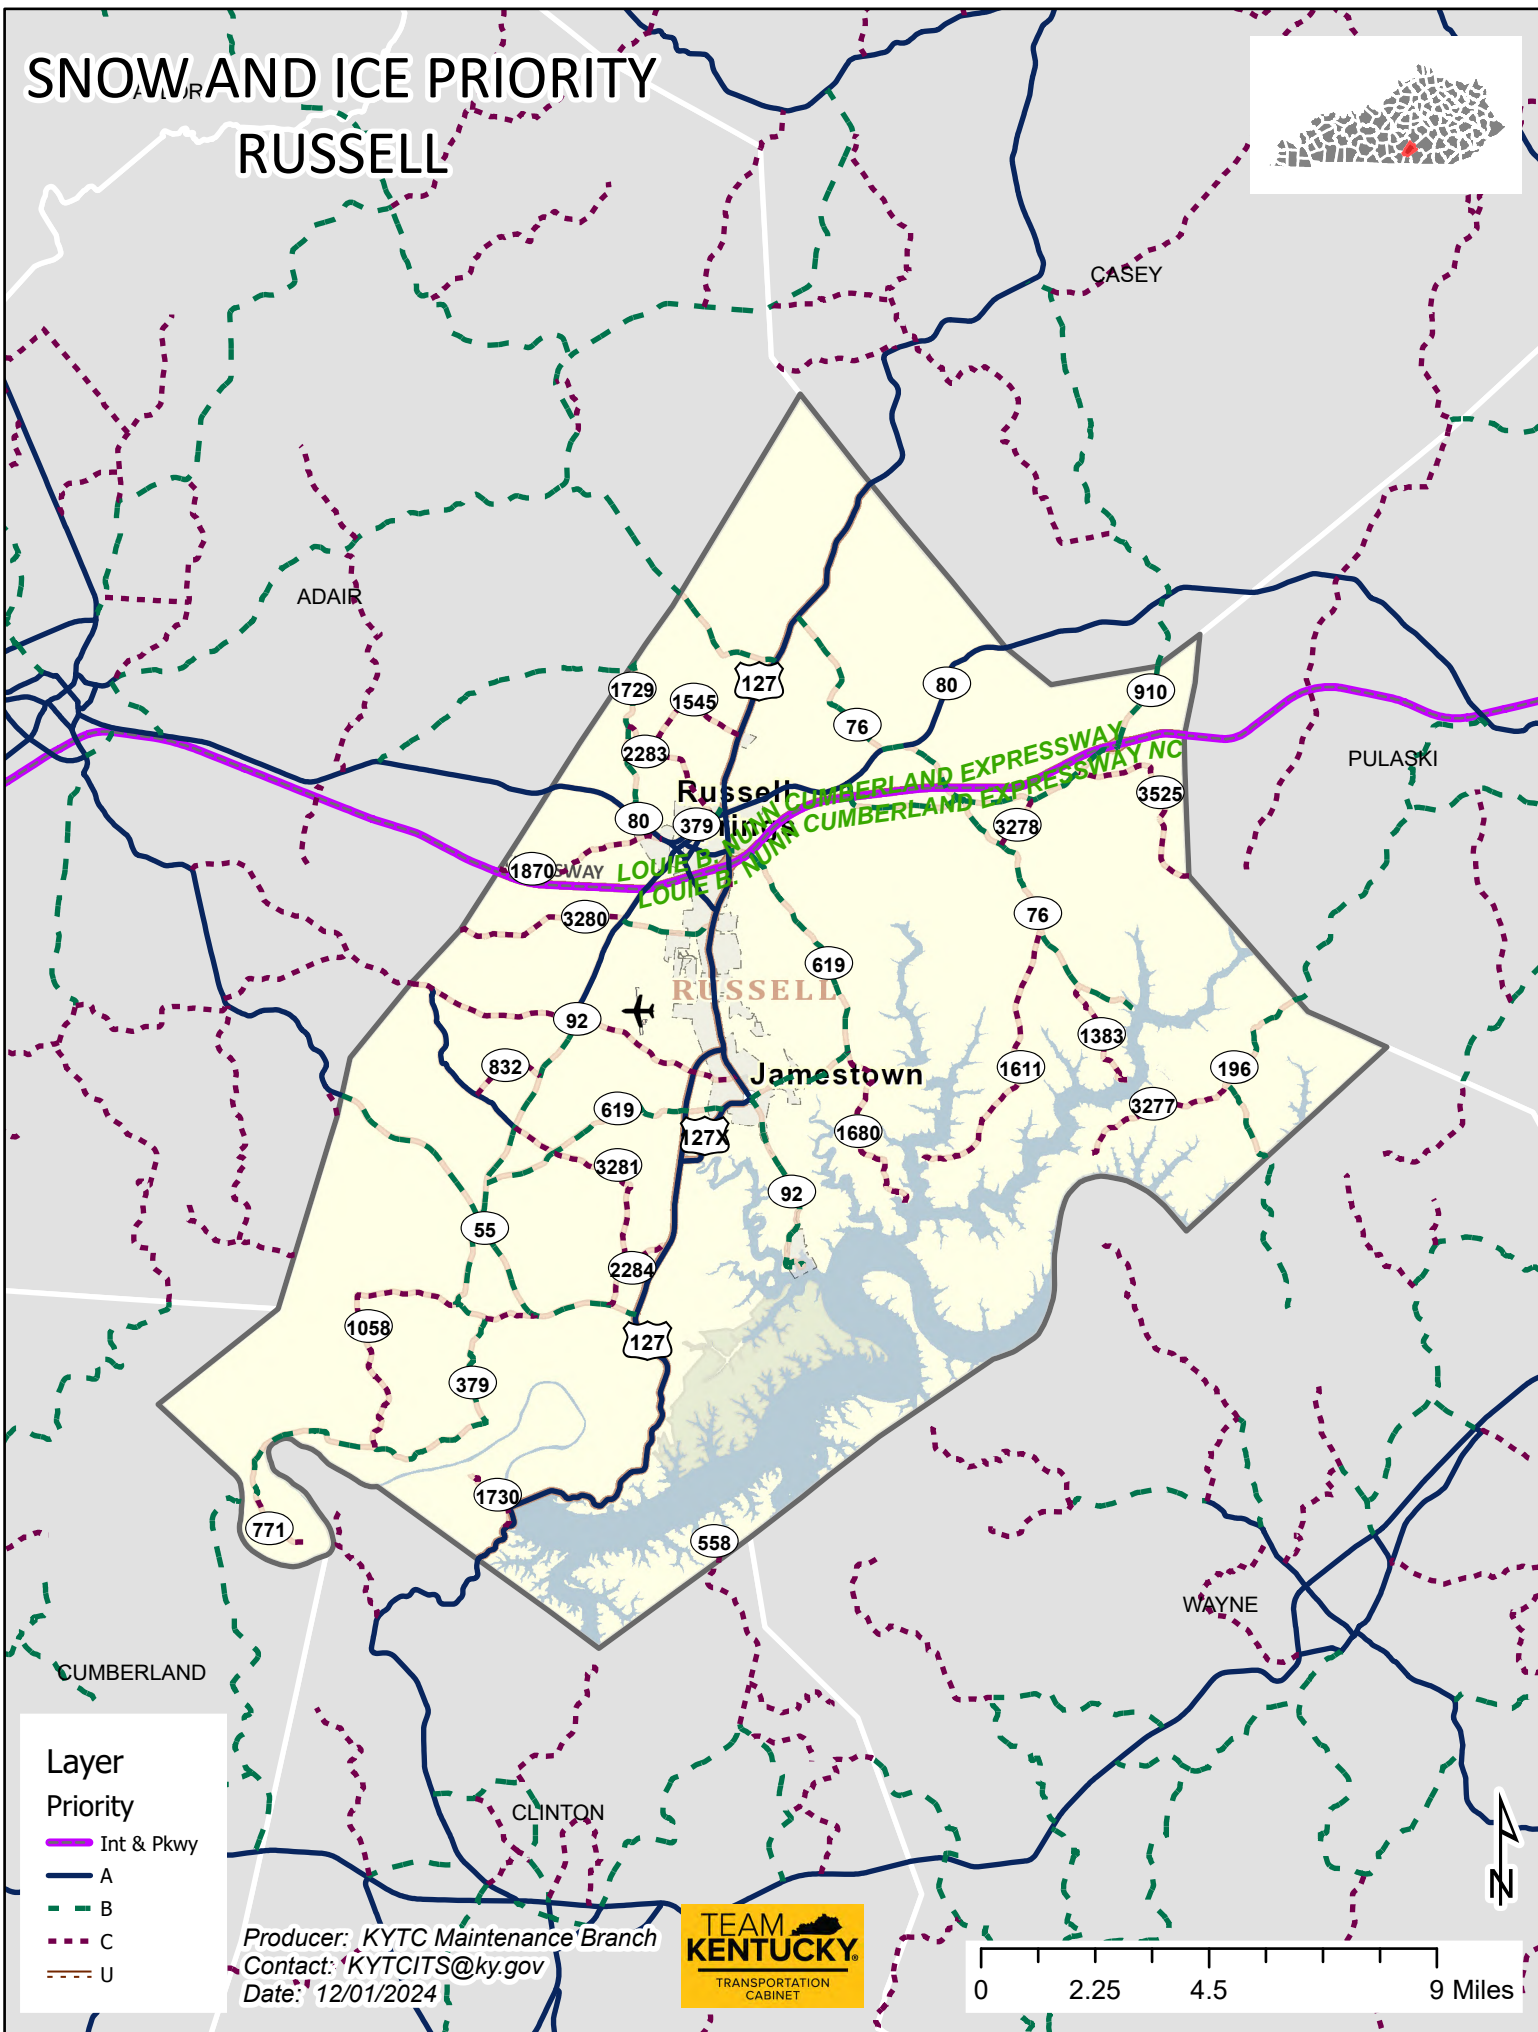 SNOW AND ICE PRIORITY
RUSSELL
CASEY
ADAIR
PULASKI
1729
1545
127
80
910
76
2283
LOUIE B. NUNN CUMBERLAND EXPRESSWAY
LOUIE B. NUNN CUMBERLAND EXPRESSWAY NC
Russell
3525
80
379
3278
1870
SWAY
3280
76
619
RUSSELL
92
1383
832
Jamestown
1611
196
619
3277
127X
1680
3281
92
55
2284
1058
127
379
1730
771
558
WAYNE
CUMBERLAND
CLINTON
Layer
Priority
Int & Pkwy
A
B
C
U
Producer: KYTC Maintenance Branch
Contact: KYTCITS@ky.gov
Date: 12/01/2024
TEAM
KENTUCKY®
TRANSPORTATION
CABINET
N
0 2.25 4.5 9 Miles